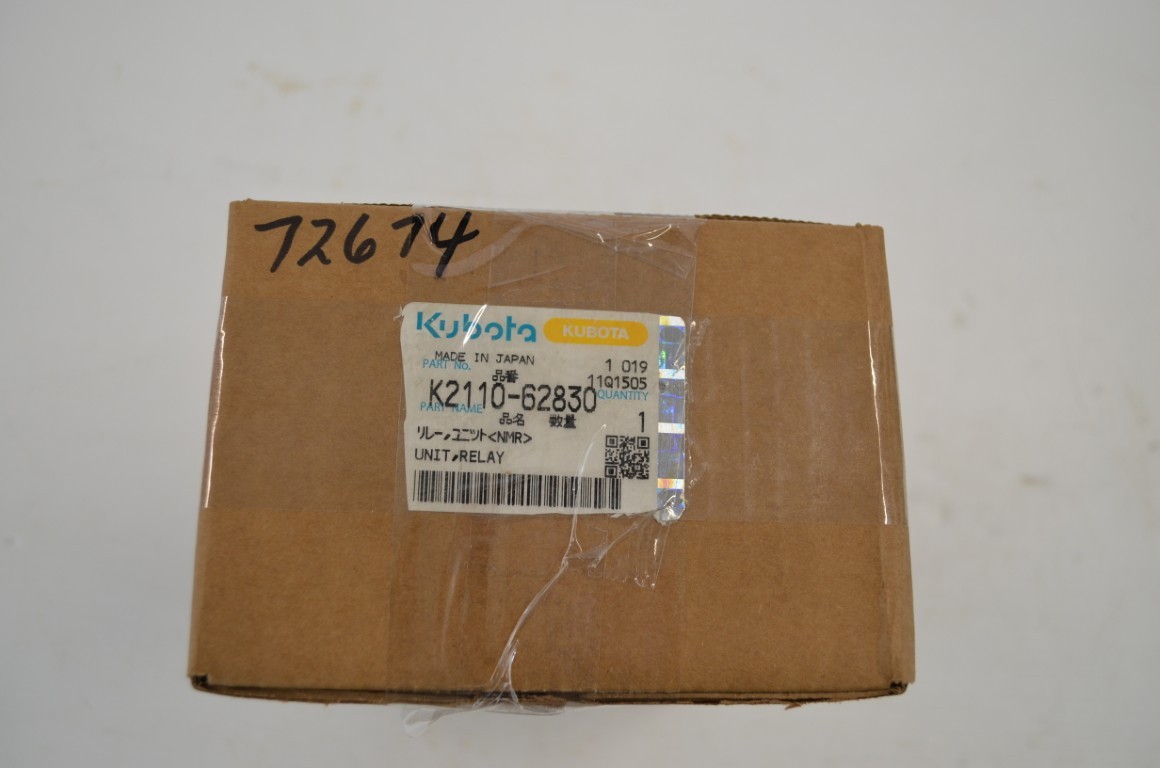 72674
Kubota KUBOTA
MADE IN JAPAN
PART No. 1 019
品番 11Q1505
K2110-62830 QUANTITY
PART NAME 品名 数量 1
リレー,ユニット<NMR>
UNIT,RELAY